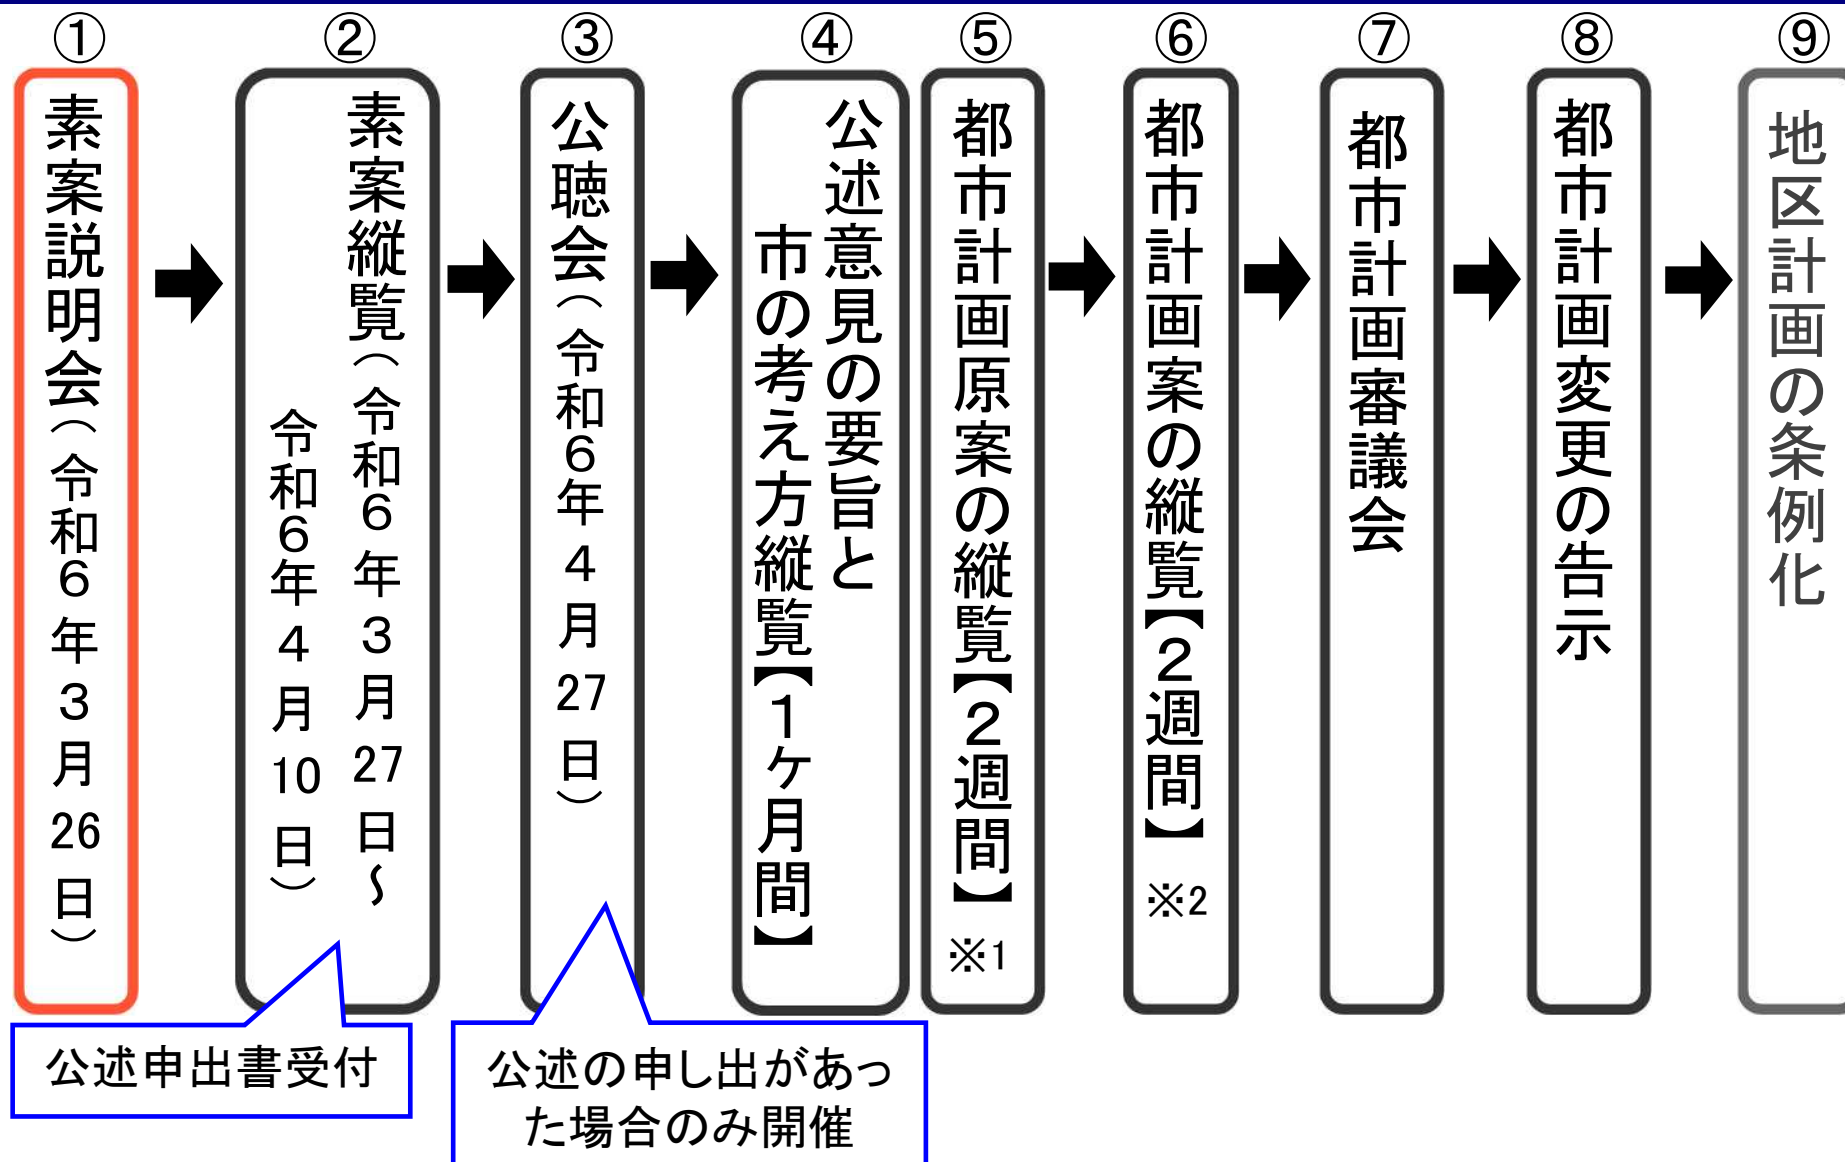 ①
素案説明会（令和６年３月26日）
②
素案縦覧（令和６年３月27日～
令和６年４月10日）
③
公聴会（令和６年４月27日）
④
公述意見の要旨と
市の考え方縦覧【１ケ月間】
⑤
都市計画原案の縦覧【２週間】※1
⑥
都市計画案の縦覧【２週間】※2
⑦
都市計画審議会
⑧
都市計画変更の告示
⑨
地区計画の条例化
公述申出書受付
公述の申し出があっ
た場合のみ開催